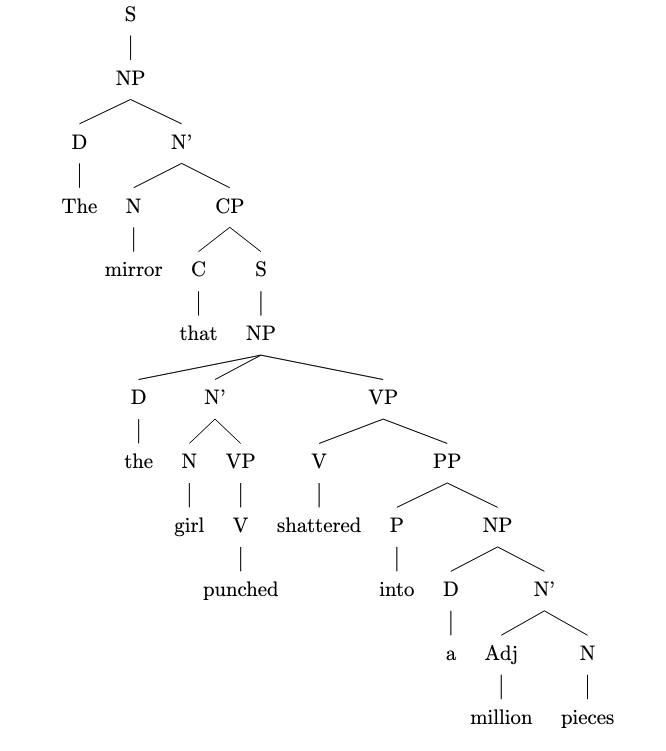 S
NP
D N’
The N CP
mirror C S
that NP
D N’ VP
the N VP V PP
girl V shattered P NP
punched into D N’
a Adj N
million pieces